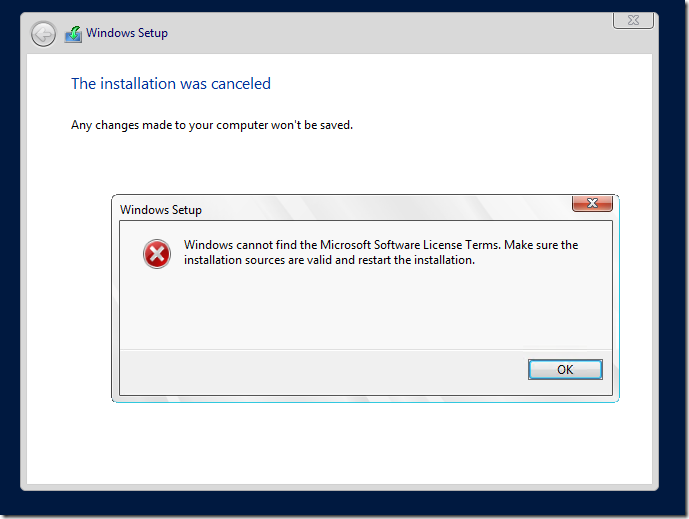 Windows Setup
The installation was canceled
Any changes made to your computer won't be saved.
Windows Setup
Windows cannot find the Microsoft Software License Terms. Make sure the
installation sources are valid and restart the installation.
OK